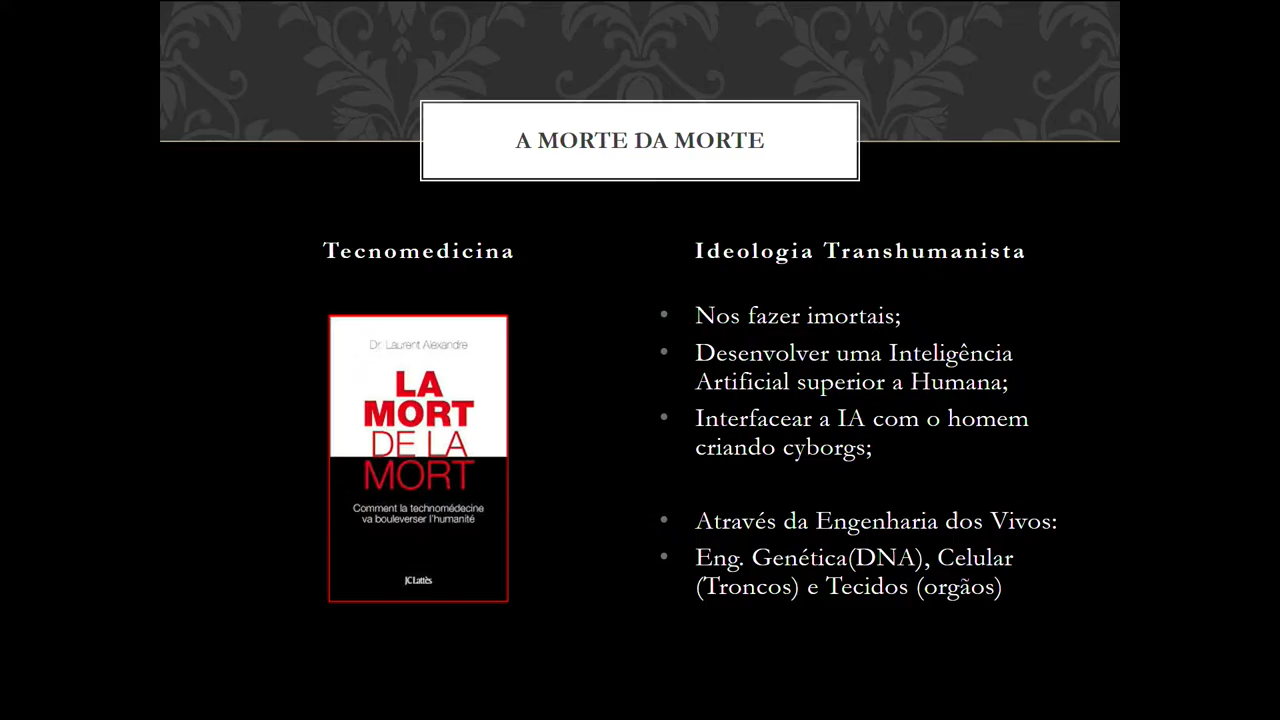 A MORTE DA MORTE
Tecnomedicina
Dr. Laurent Alexandre
LA
MORT
DE LA
MORT
Comment la technomédecine
va bouleverser l'humanité
JC Lattès
Ideologia Transhumanista
• Nos fazer imortais;
• Desenvolver uma Inteligência
Artificial superior a Humana;
• Interfacear a IA com o homem
criando cyborgs;
• Através da Engenharia dos Vivos:
• Eng. Genética(DNA), Celular
(Troncos) e Tecidos (orgãos)